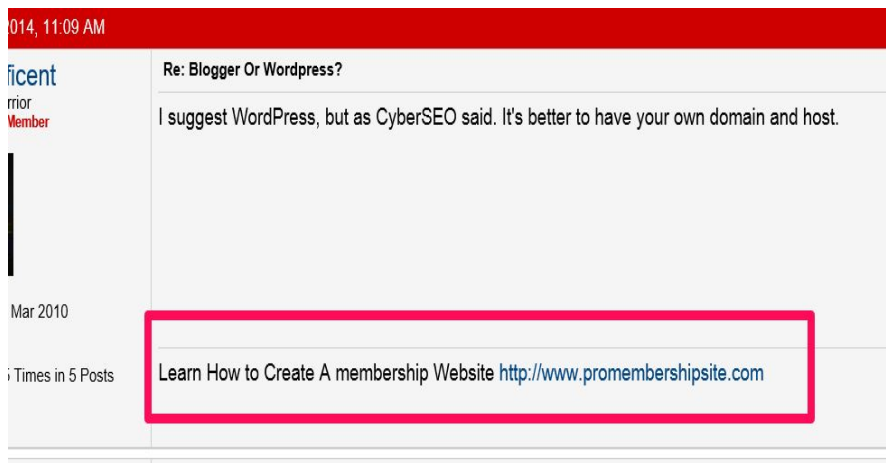 2014, 11:09 AM
ficent
rrior
Member
Re: Blogger Or Wordpress?
I suggest WordPress, but as CyberSEO said. It's better to have your own domain and host.
Mar 2010
5 Times in 5 Posts
Learn How to Create A membership Website http://www.promembershipsite.com